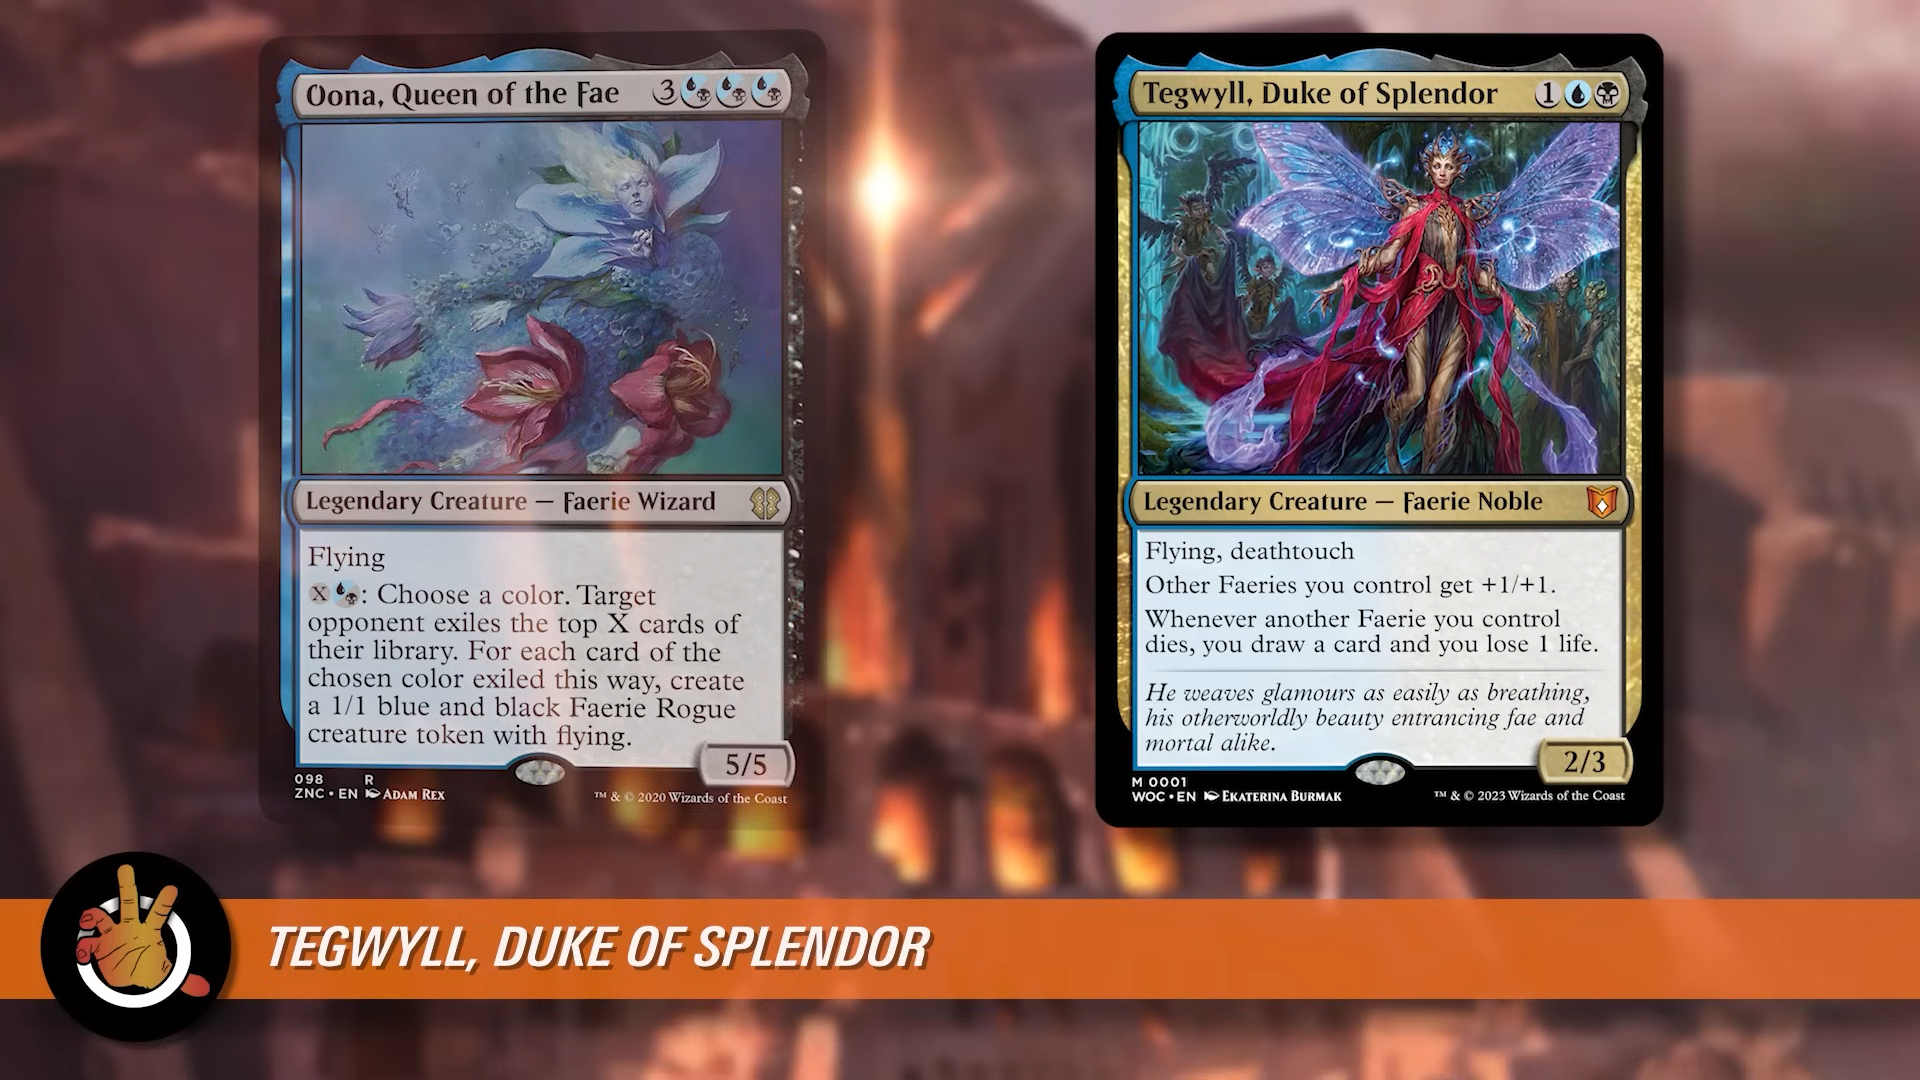 Oona, Queen of the Fae 3
Legendary Creature — Faerie Wizard
Flying
X : Choose a color. Target
opponent exiles the top X cards of
their library. For each card of the
chosen color exiled this way, create
a 1/1 blue and black Faerie Rogue
creature token with flying.
5/5
098 R
ZNC • EN ADAM REX
™ & © 2020 Wizards of the Coast
Tegwyll, Duke of Splendor 1
Legendary Creature — Faerie Noble
Flying, deathtouch
Other Faeries you control get +1/+1.
Whenever another Faerie you control
dies, you draw a card and you lose 1 life.
He weaves glamours as easily as breathing,
his otherworldly beauty entrancing fae and
mortal alike.
2/3
M 0001
WOC • EN EKATERINA BURMAK
™ & © 2023 Wizards of the Coast
TEGWYLL, DUKE OF SPLENDOR